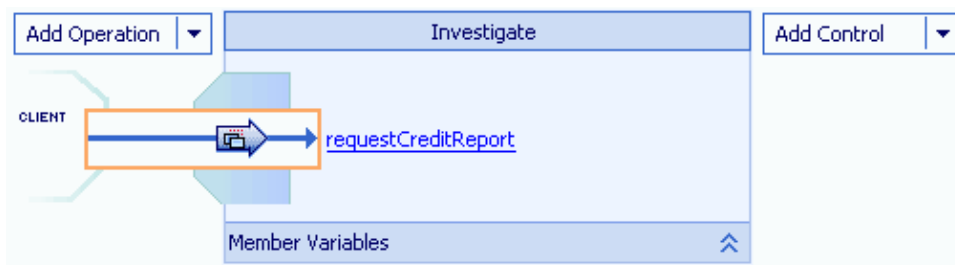 Add Operation
Investigate
Add Control
CLIENT
requestCreditReport
Member Variables